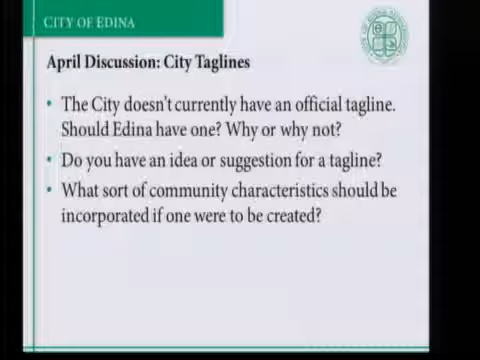 CITY OF EDINA
April Discussion: City Taglines
• The City doesn't currently have an official tagline.
Should Edina have one? Why or why not?
• Do you have an idea or suggestion for a tagline?
• What sort of community characteristics should be
incorporated if one were to be created?